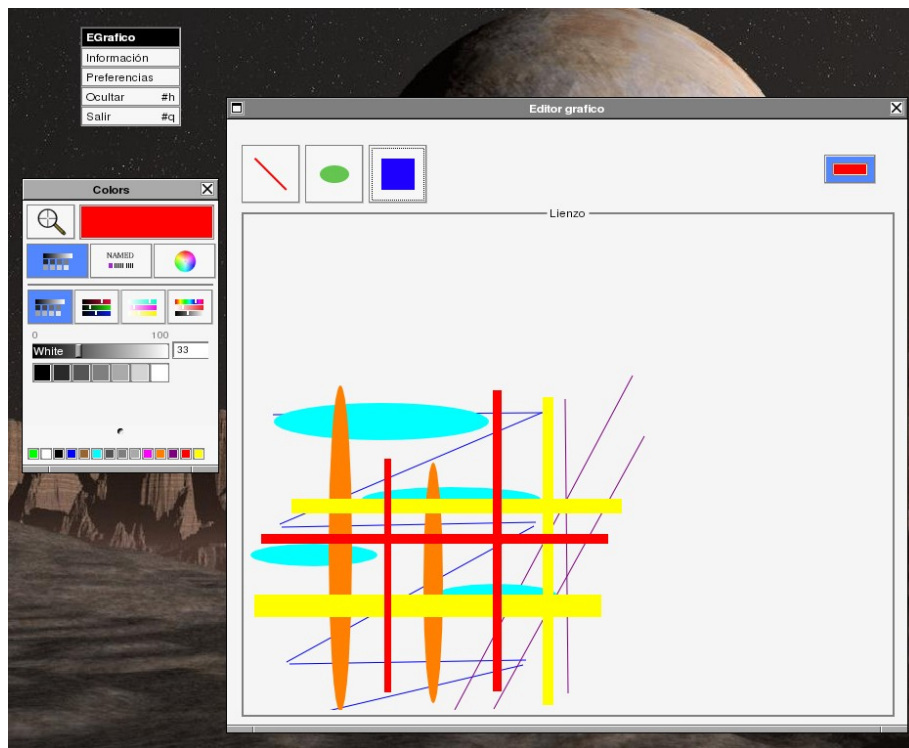 EGrafico
Información
Preferencias
Ocultar #h
Salir #q
Editor grafico
Colors
NAMED
Lienzo
0 100
White 33